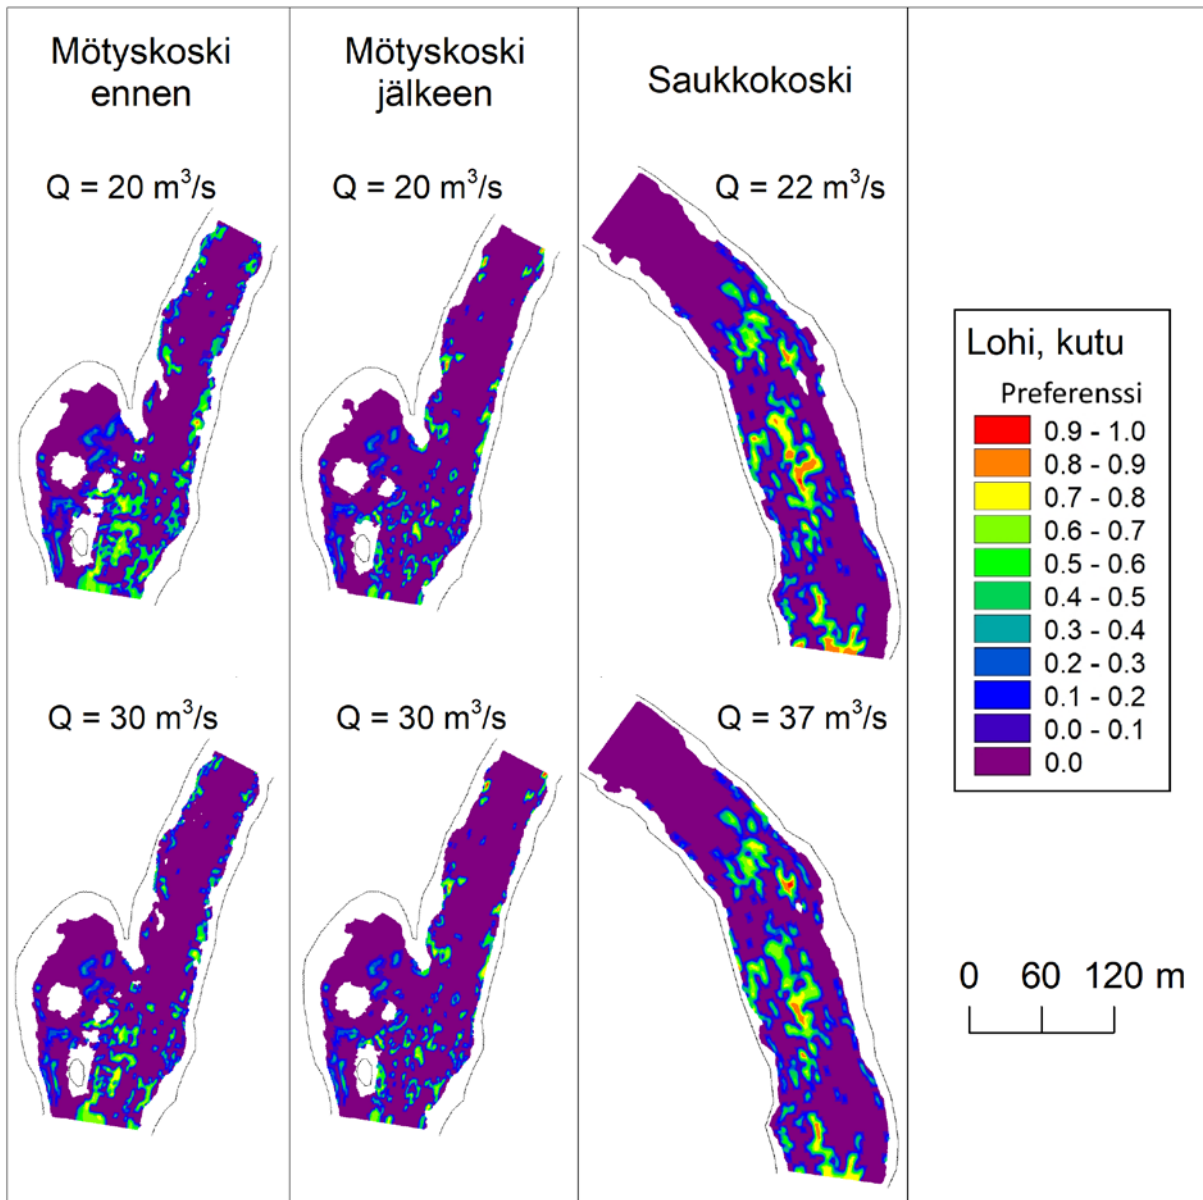 Mötyskoski
ennen
Mötyskoski
jälkeen
Saukkokoski
Q = 20 m³/s
Q = 20 m³/s
Q = 22 m³/s
Q = 30 m³/s
Q = 30 m³/s
Q = 37 m³/s
Lohi, kutu
Preferenssi
0.9 - 1.0
0.8 - 0.9
0.7 - 0.8
0.6 - 0.7
0.5 - 0.6
0.4 - 0.5
0.3 - 0.4
0.2 - 0.3
0.1 - 0.2
0.0 - 0.1
0.0
0 60 120 m